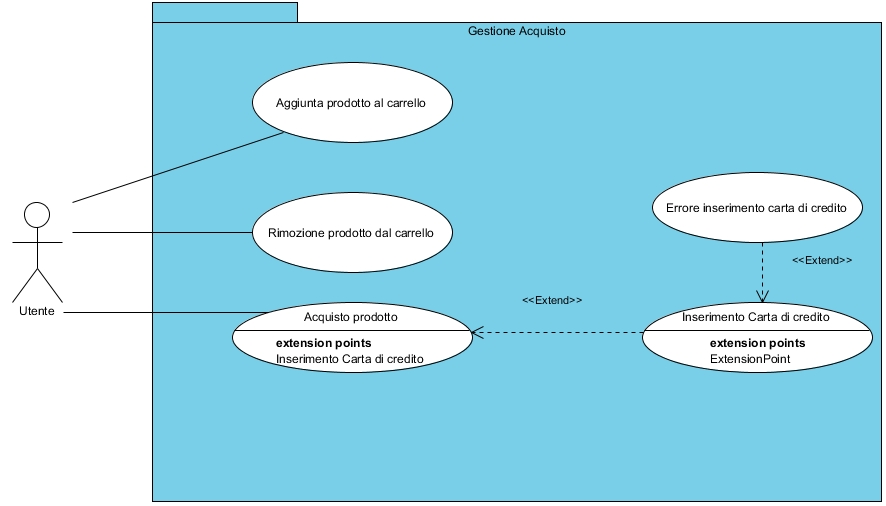 Gestione Acquisto
Aggiunta prodotto al carrello
Errore inserimento carta di credito
Rimozione prodotto dal carrello
<<Extend>>
<<Extend>>
Utente
Acquisto prodotto
extension points
Inserimento Carta di credito
Inserimento Carta di credito
extension points
ExtensionPoint